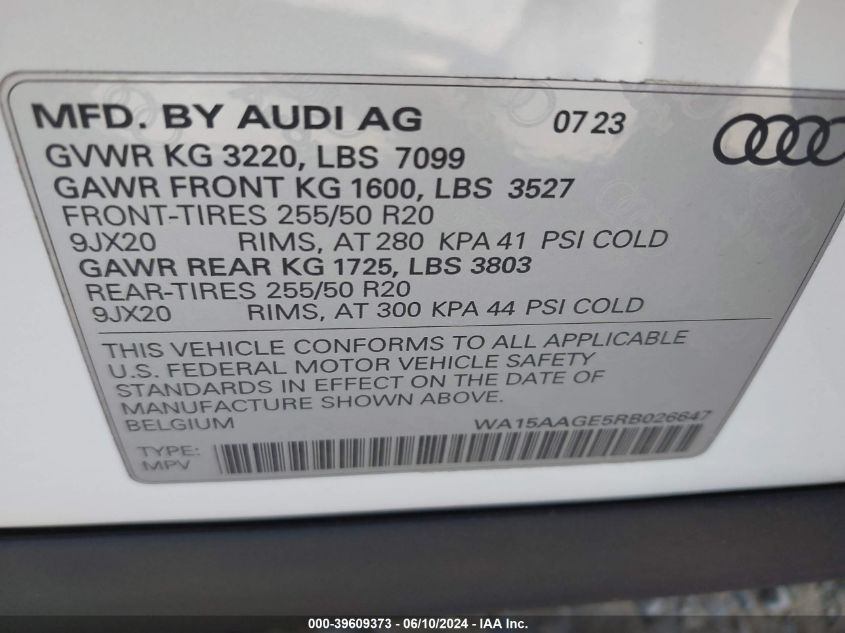 MFD. BY AUDI AG 07 23
GVWR KG 3220, LBS 7099
GAWR FRONT KG 1600, LBS 3527
FRONT-TIRES 255/50 R20
9JX20 RIMS, AT 280 KPA 41 PSI COLD
GAWR REAR KG 1725, LBS 3803
REAR-TIRES 255/50 R20
9JX20 RIMS, AT 300 KPA 44 PSI COLD
THIS VEHICLE CONFORMS TO ALL APPLICABLE
U.S. FEDERAL MOTOR VEHICLE SAFETY
STANDARDS IN EFFECT ON THE DATE OF
MANUFACTURE SHOWN ABOVE.
BELGIUM WA15AAGE5RB026647
TYPE:
MPV
000-39609373 - 06/10/2024 - IAA Inc.